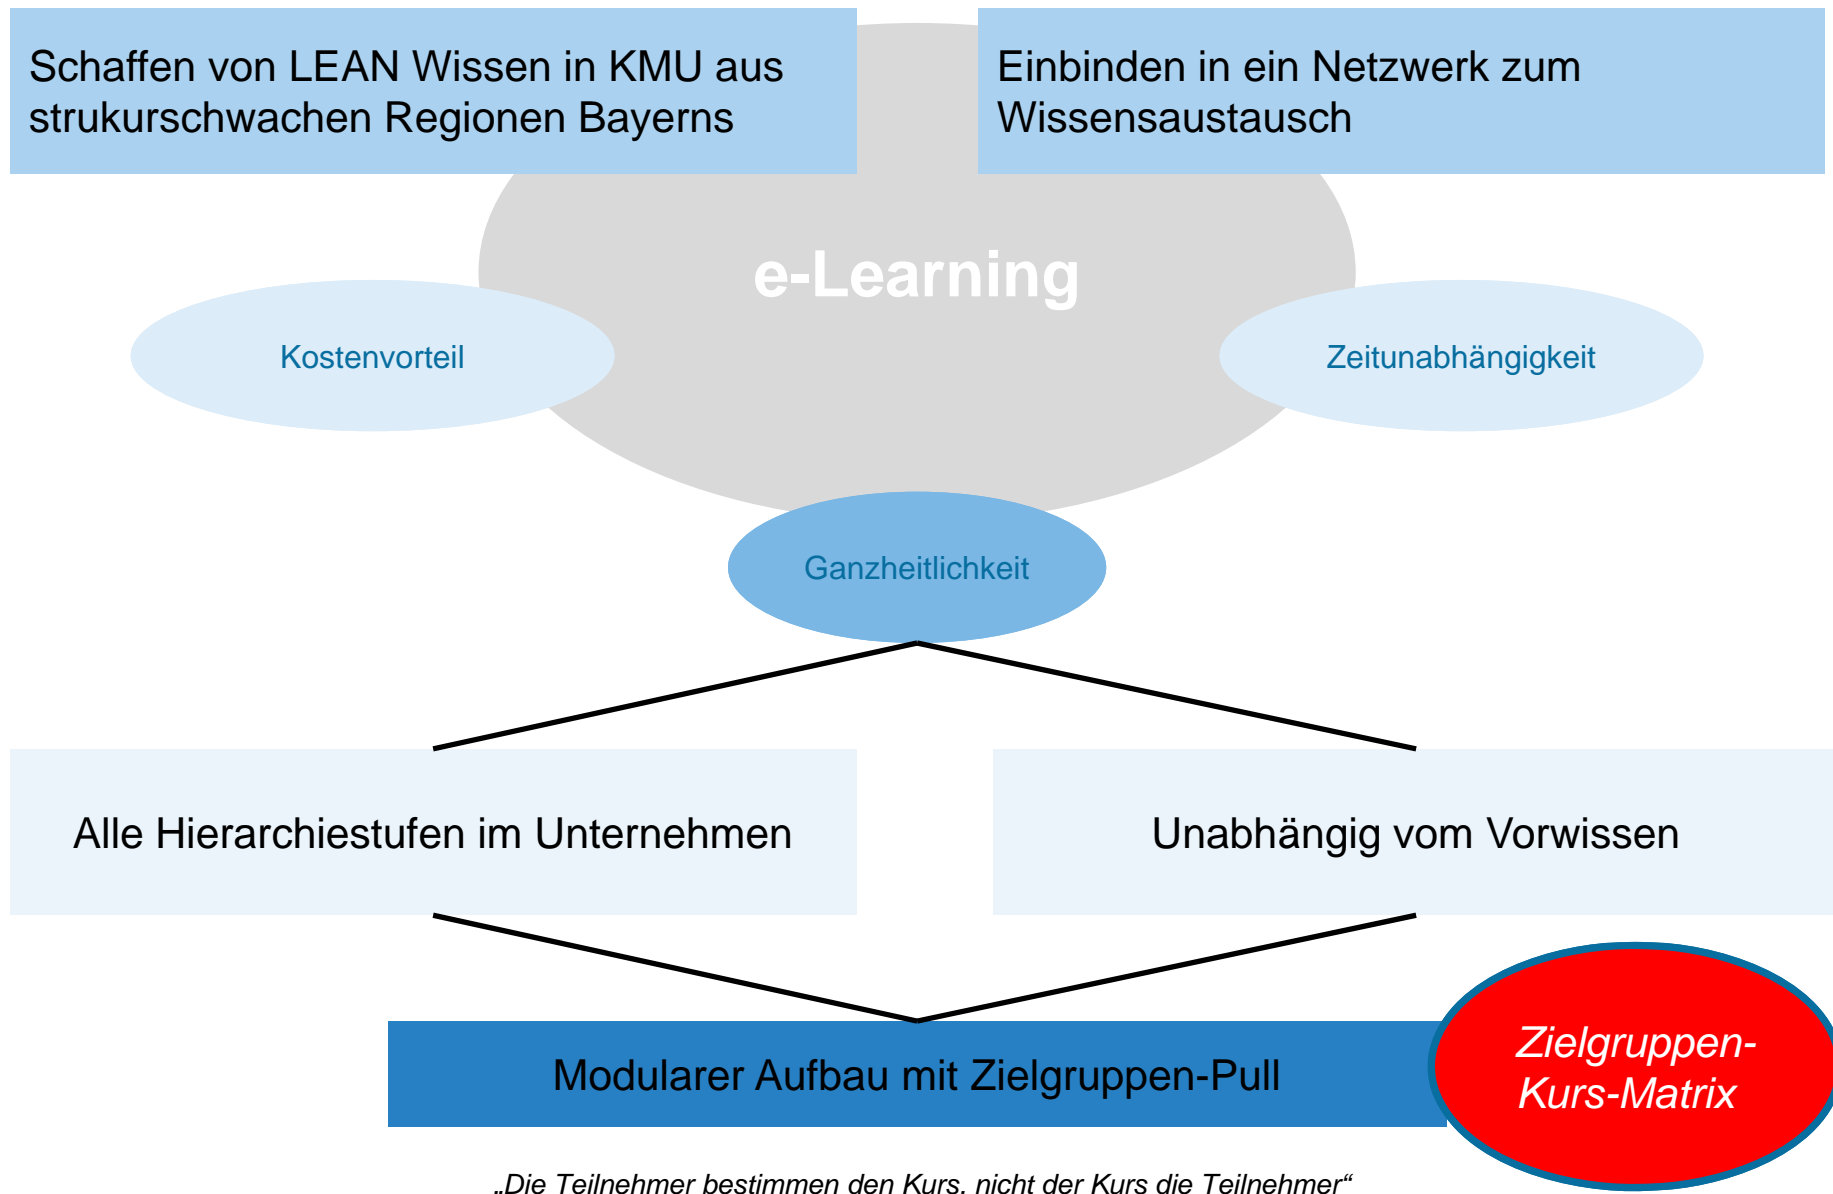 Schaffen von LEAN Wissen in KMU aus
strukurschwachen Regionen Bayerns
Einbinden in ein Netzwerk zum
Wissensaustausch
e-Learning
Kostenvorteil
Zeitunabhängigkeit
Ganzheitlichkeit
Alle Hierarchiestufen im Unternehmen
Unabhängig vom Vorwissen
Modularer Aufbau mit Zielgruppen-Pull
Zielgruppen-
Kurs-Matrix
„Die Teilnehmer bestimmen den Kurs, nicht der Kurs die Teilnehmer“